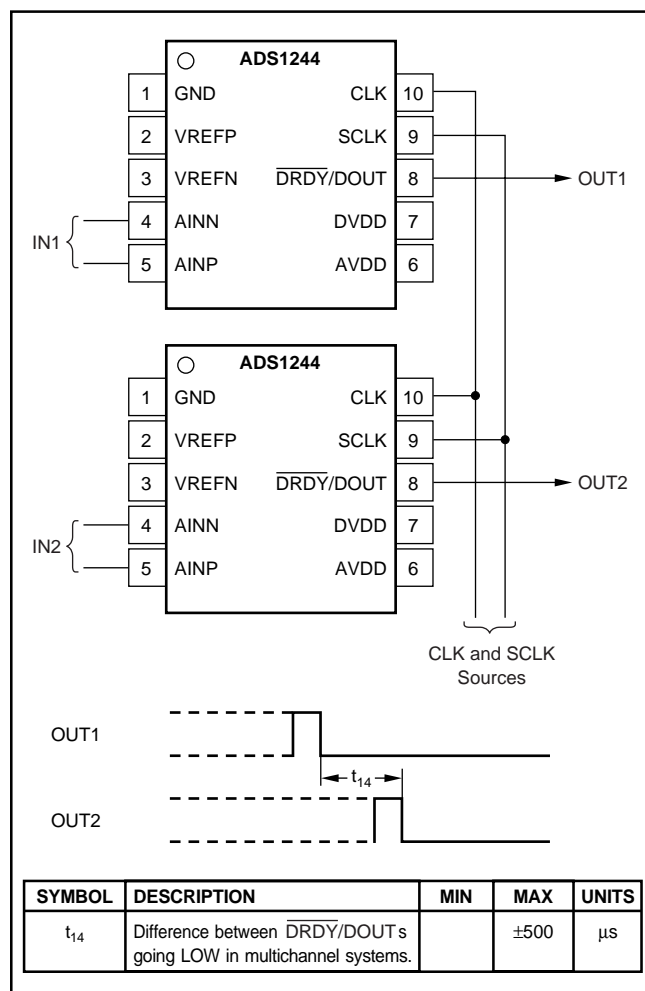 ADS1244
1 GND CLK 10
2 VREFP SCLK 9
3 VREFN DRDY/DOUT 8 OUT1
4 AINN DVDD 7
IN1
5 AINP AVDD 6
ADS1244
1 GND CLK 10
2 VREFP SCLK 9
3 VREFN DRDY/DOUT 8 OUT2
4 AINN DVDD 7
IN2
5 AINP AVDD 6
CLK and SCLK
Sources
OUT1
t14
OUT2
SYMBOL DESCRIPTION MIN MAX UNITS
t14 Difference between DRDY/DOUTs ±500 µs
going LOW in multichannel systems.